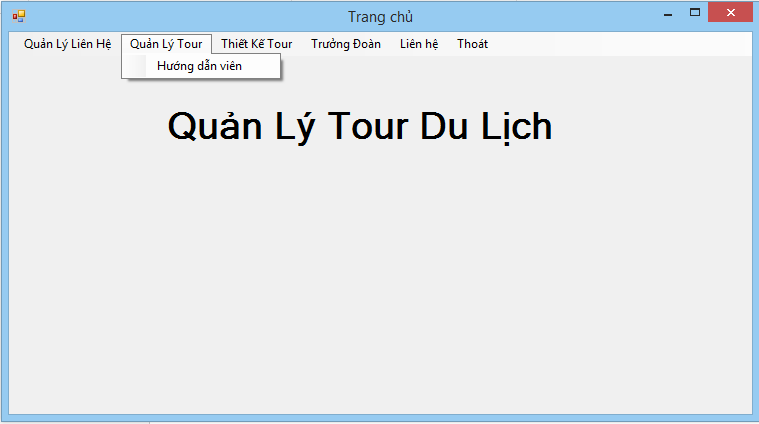 Trang chủ
Quản Lý Liên Hệ Quản Lý Tour Thiết Kế Tour Trưởng Đoàn Liên hệ Thoát
Hướng dẫn viên
Quản Lý Tour Du Lịch